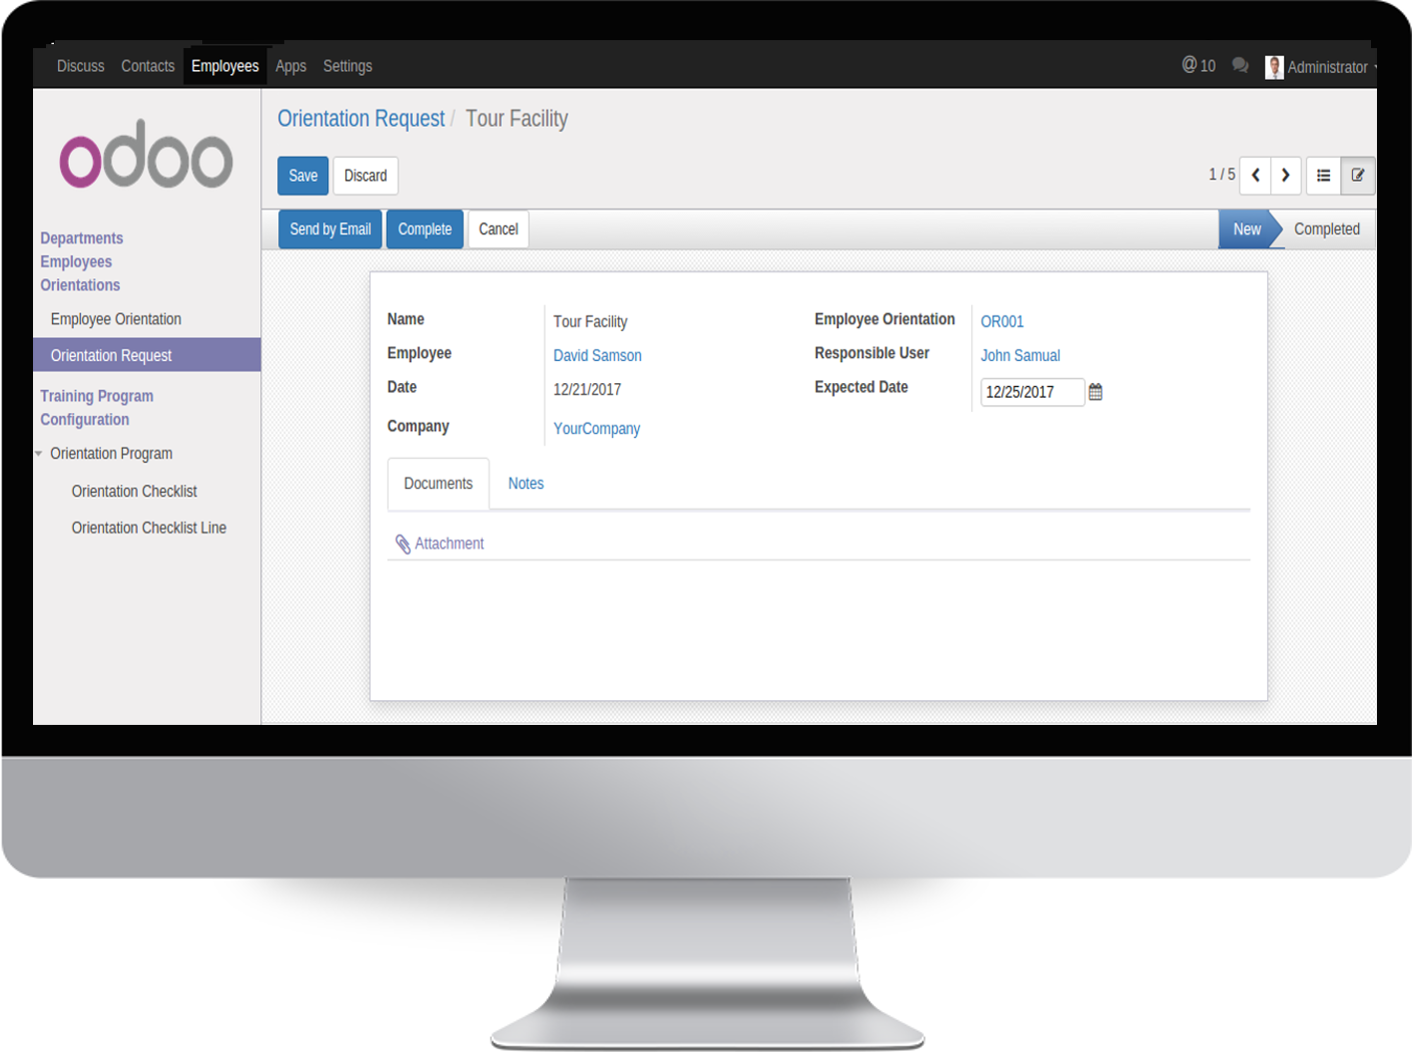 Discuss Contacts Employees Apps Settings @ 10 Administrator
odoo
Orientation Request / Tour Facility
Save Discard 1 / 5
Send by Email Complete Cancel New Completed
Departments
Employees
Orientations
Employee Orientation
Orientation Request
Training Program
Configuration
Orientation Program
Orientation Checklist
Orientation Checklist Line
Name Tour Facility Employee Orientation OR001
Employee David Samson Responsible User John Samual
Date 12/21/2017 Expected Date 12/25/2017
Company YourCompany
Documents Notes
Attachment